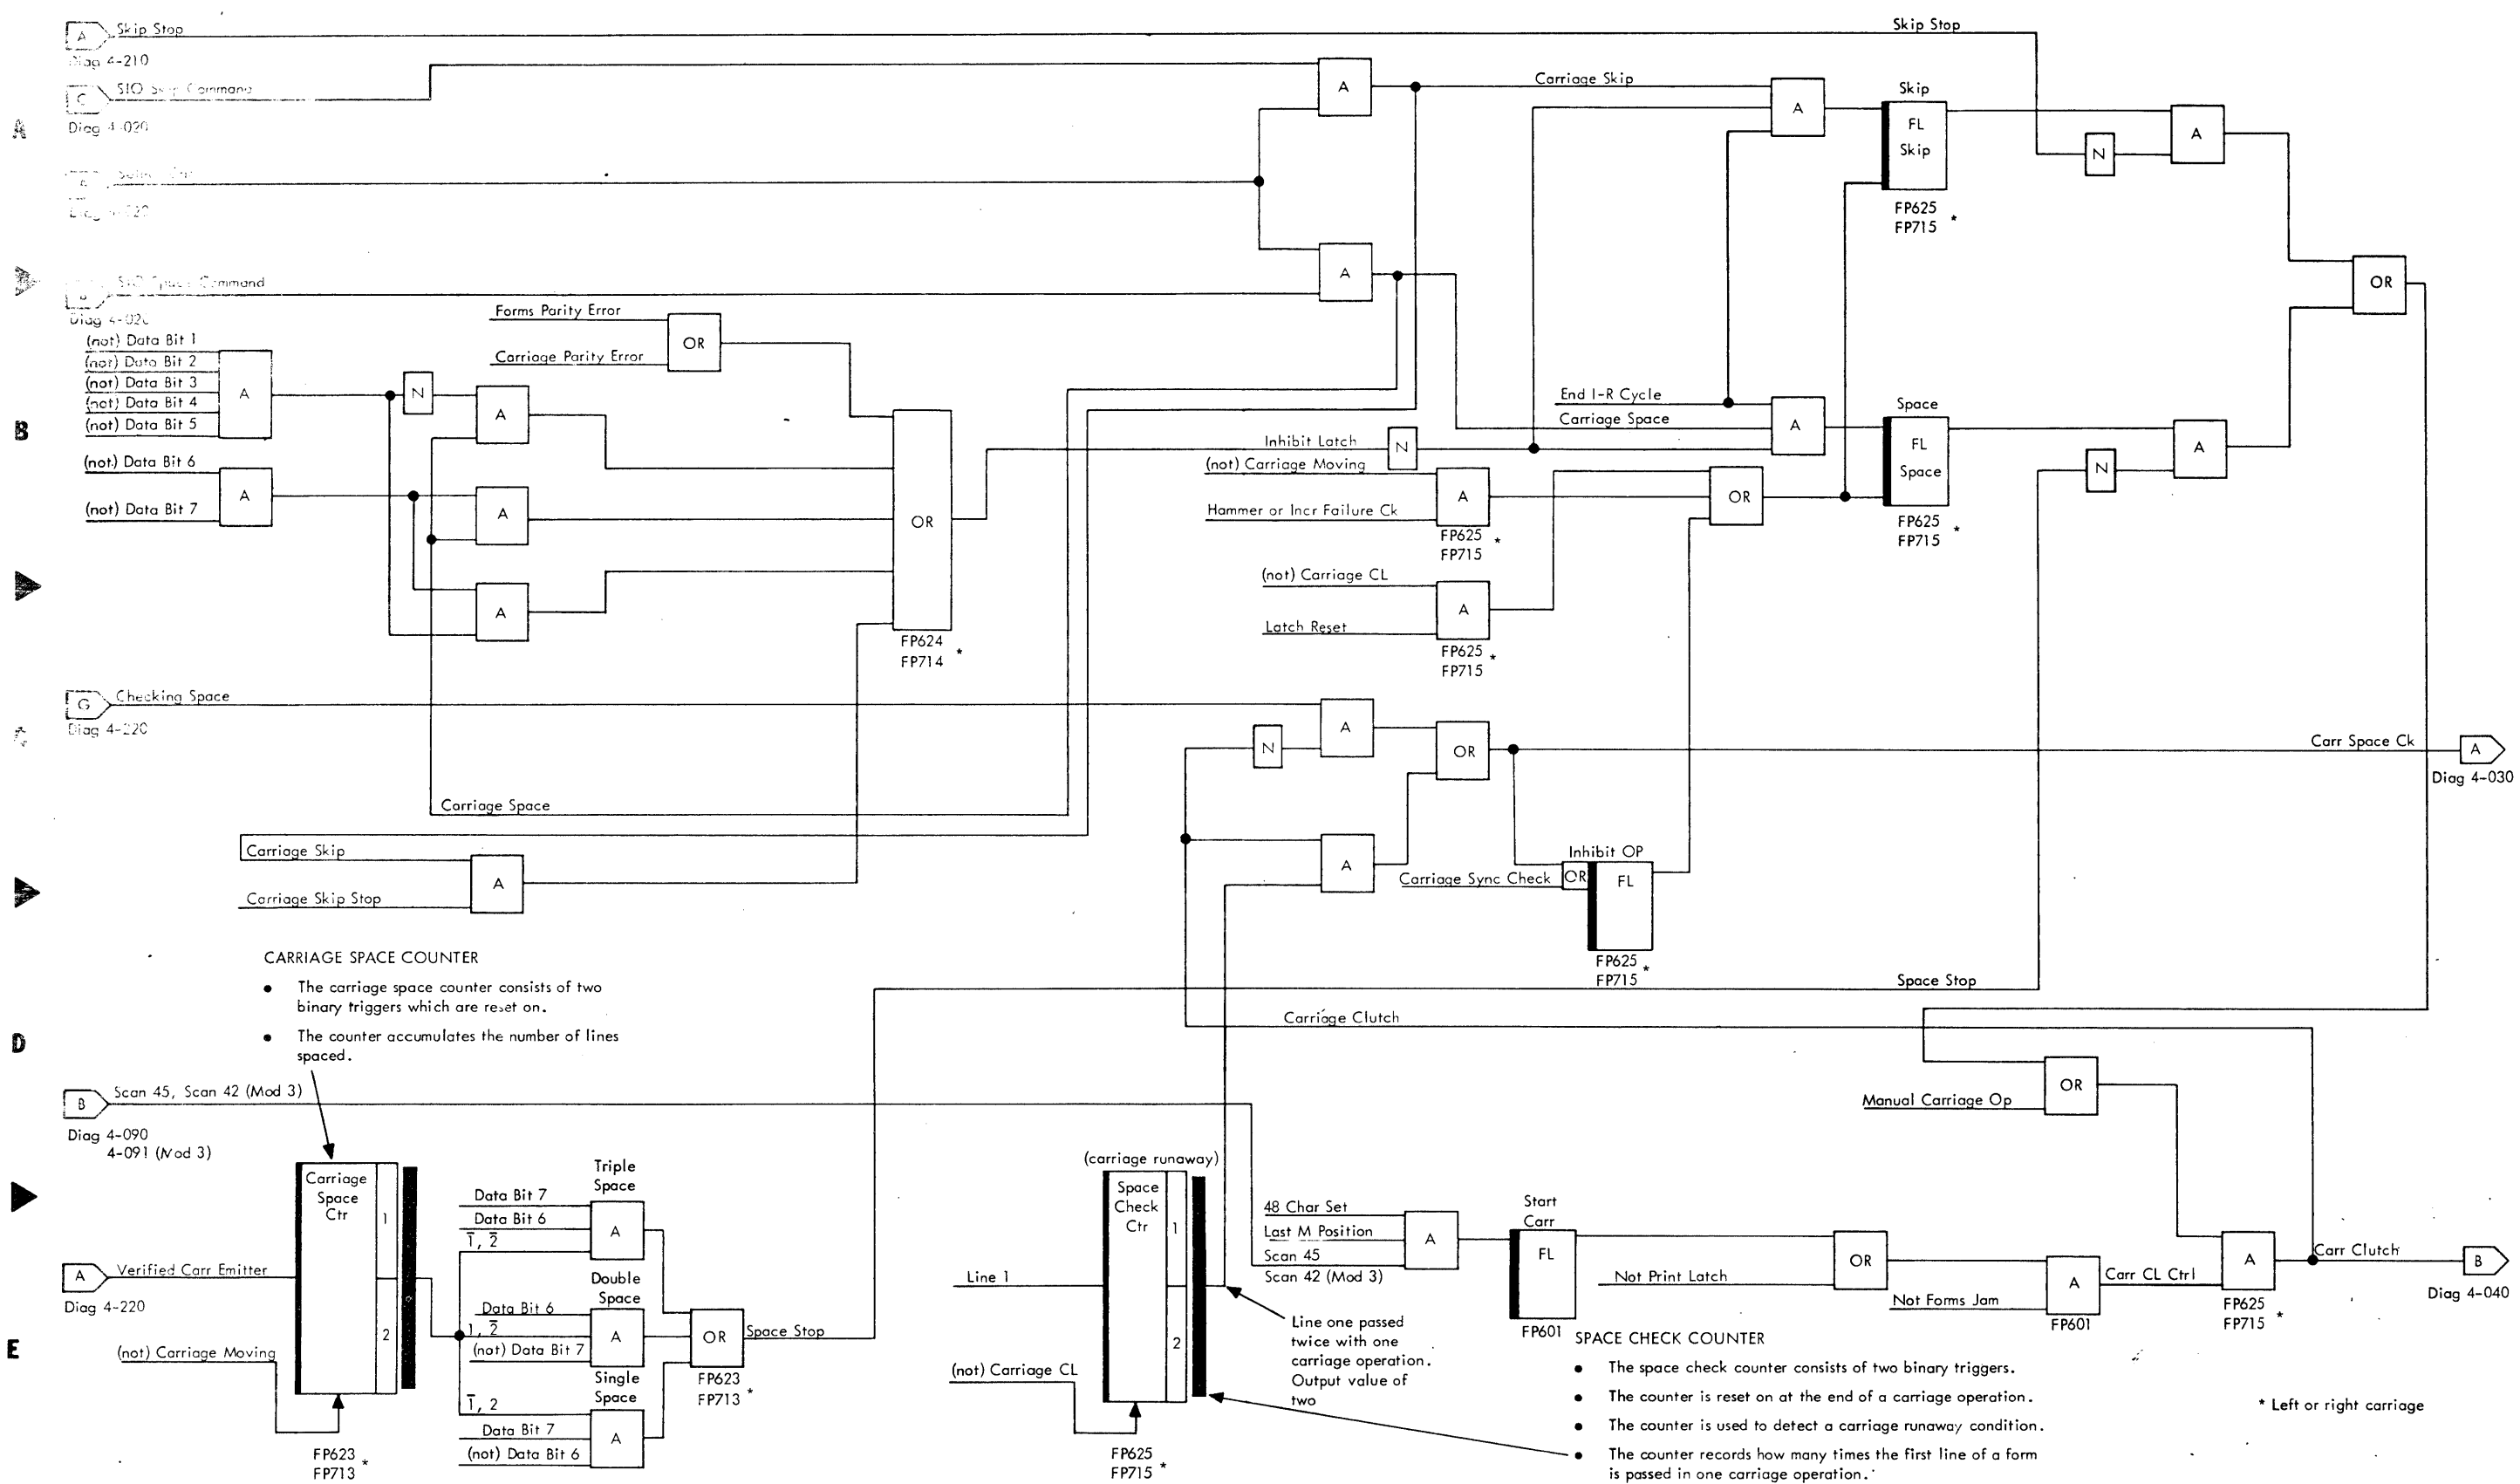 A Skip Stop
Diag 4-210
Skip Stop
C SIO Skip Command
Diag 4-020
A
A
Carriage Skip
A
Skip
FL
Skip
FP625
FP715 *
N
A
A
OR
SIO Space Command
Diag 4-020
(not) Data Bit 1
(not) Data Bit 2
(not) Data Bit 3
(not) Data Bit 4
(not) Data Bit 5
A
N
A
Forms Parity Error
Carriage Parity Error
OR
B
(not) Data Bit 6
(not) Data Bit 7
A
A
A
OR
FP624
FP714 *
End I-R Cycle
Carriage Space
A
Inhibit Latch
N
(not) Carriage Moving
Hammer or Incr Failure Ck
A
FP625
FP715 *
OR
Space
FL
Space
FP625
FP715 *
N
A
(not) Carriage CL
Latch Reset
A
FP625
FP715 *
G Checking Space
Diag 4-220
N
A
OR
Carr Space Ck
A
Diag 4-030
Carriage Space
Carriage Skip
Carriage Skip Stop
A
A
Inhibit OP
Carriage Sync Check
OR
FL
FP625
FP715 *
CARRIAGE SPACE COUNTER
• The carriage space counter consists of two
binary triggers which are reset on.
• The counter accumulates the number of lines
spaced.
Space Stop
Carriage Clutch
D
B Scan 45, Scan 42 (Mod 3)
Diag 4-090
4-091 (Mod 3)
Manual Carriage Op
OR
Carriage
Space
Ctr
1
2
Triple
Space
Data Bit 7
Data Bit 6
1̅, 2̅
A
Double
Space
Data Bit 6
1, 2̅
(not) Data Bit 7
A
Single
Space
1̅, 2
Data Bit 7
(not) Data Bit 6
A
OR
Space Stop
FP623
FP713 *
A Verified Carr Emitter
Diag 4-220
E
(not) Carriage Moving
FP623
FP713 *
(carriage runaway)
Space
Check
Ctr
1
2
Line 1
(not) Carriage CL
FP625
FP715 *
Line one passed
twice with one
carriage operation.
Output value of
two
48 Char Set
Last M Position
Scan 45
Scan 42 (Mod 3)
A
Start
Carr
FL
FP601
Not Print Latch
OR
Not Forms Jam
A
FP601
Carr CL Ctrl
A
FP625
FP715 *
Carr Clutch
B
Diag 4-040
SPACE CHECK COUNTER
• The space check counter consists of two binary triggers.
• The counter is reset on at the end of a carriage operation.
• The counter is used to detect a carriage runaway condition.
• The counter records how many times the first line of a form
is passed in one carriage operation.
* Left or right carriage